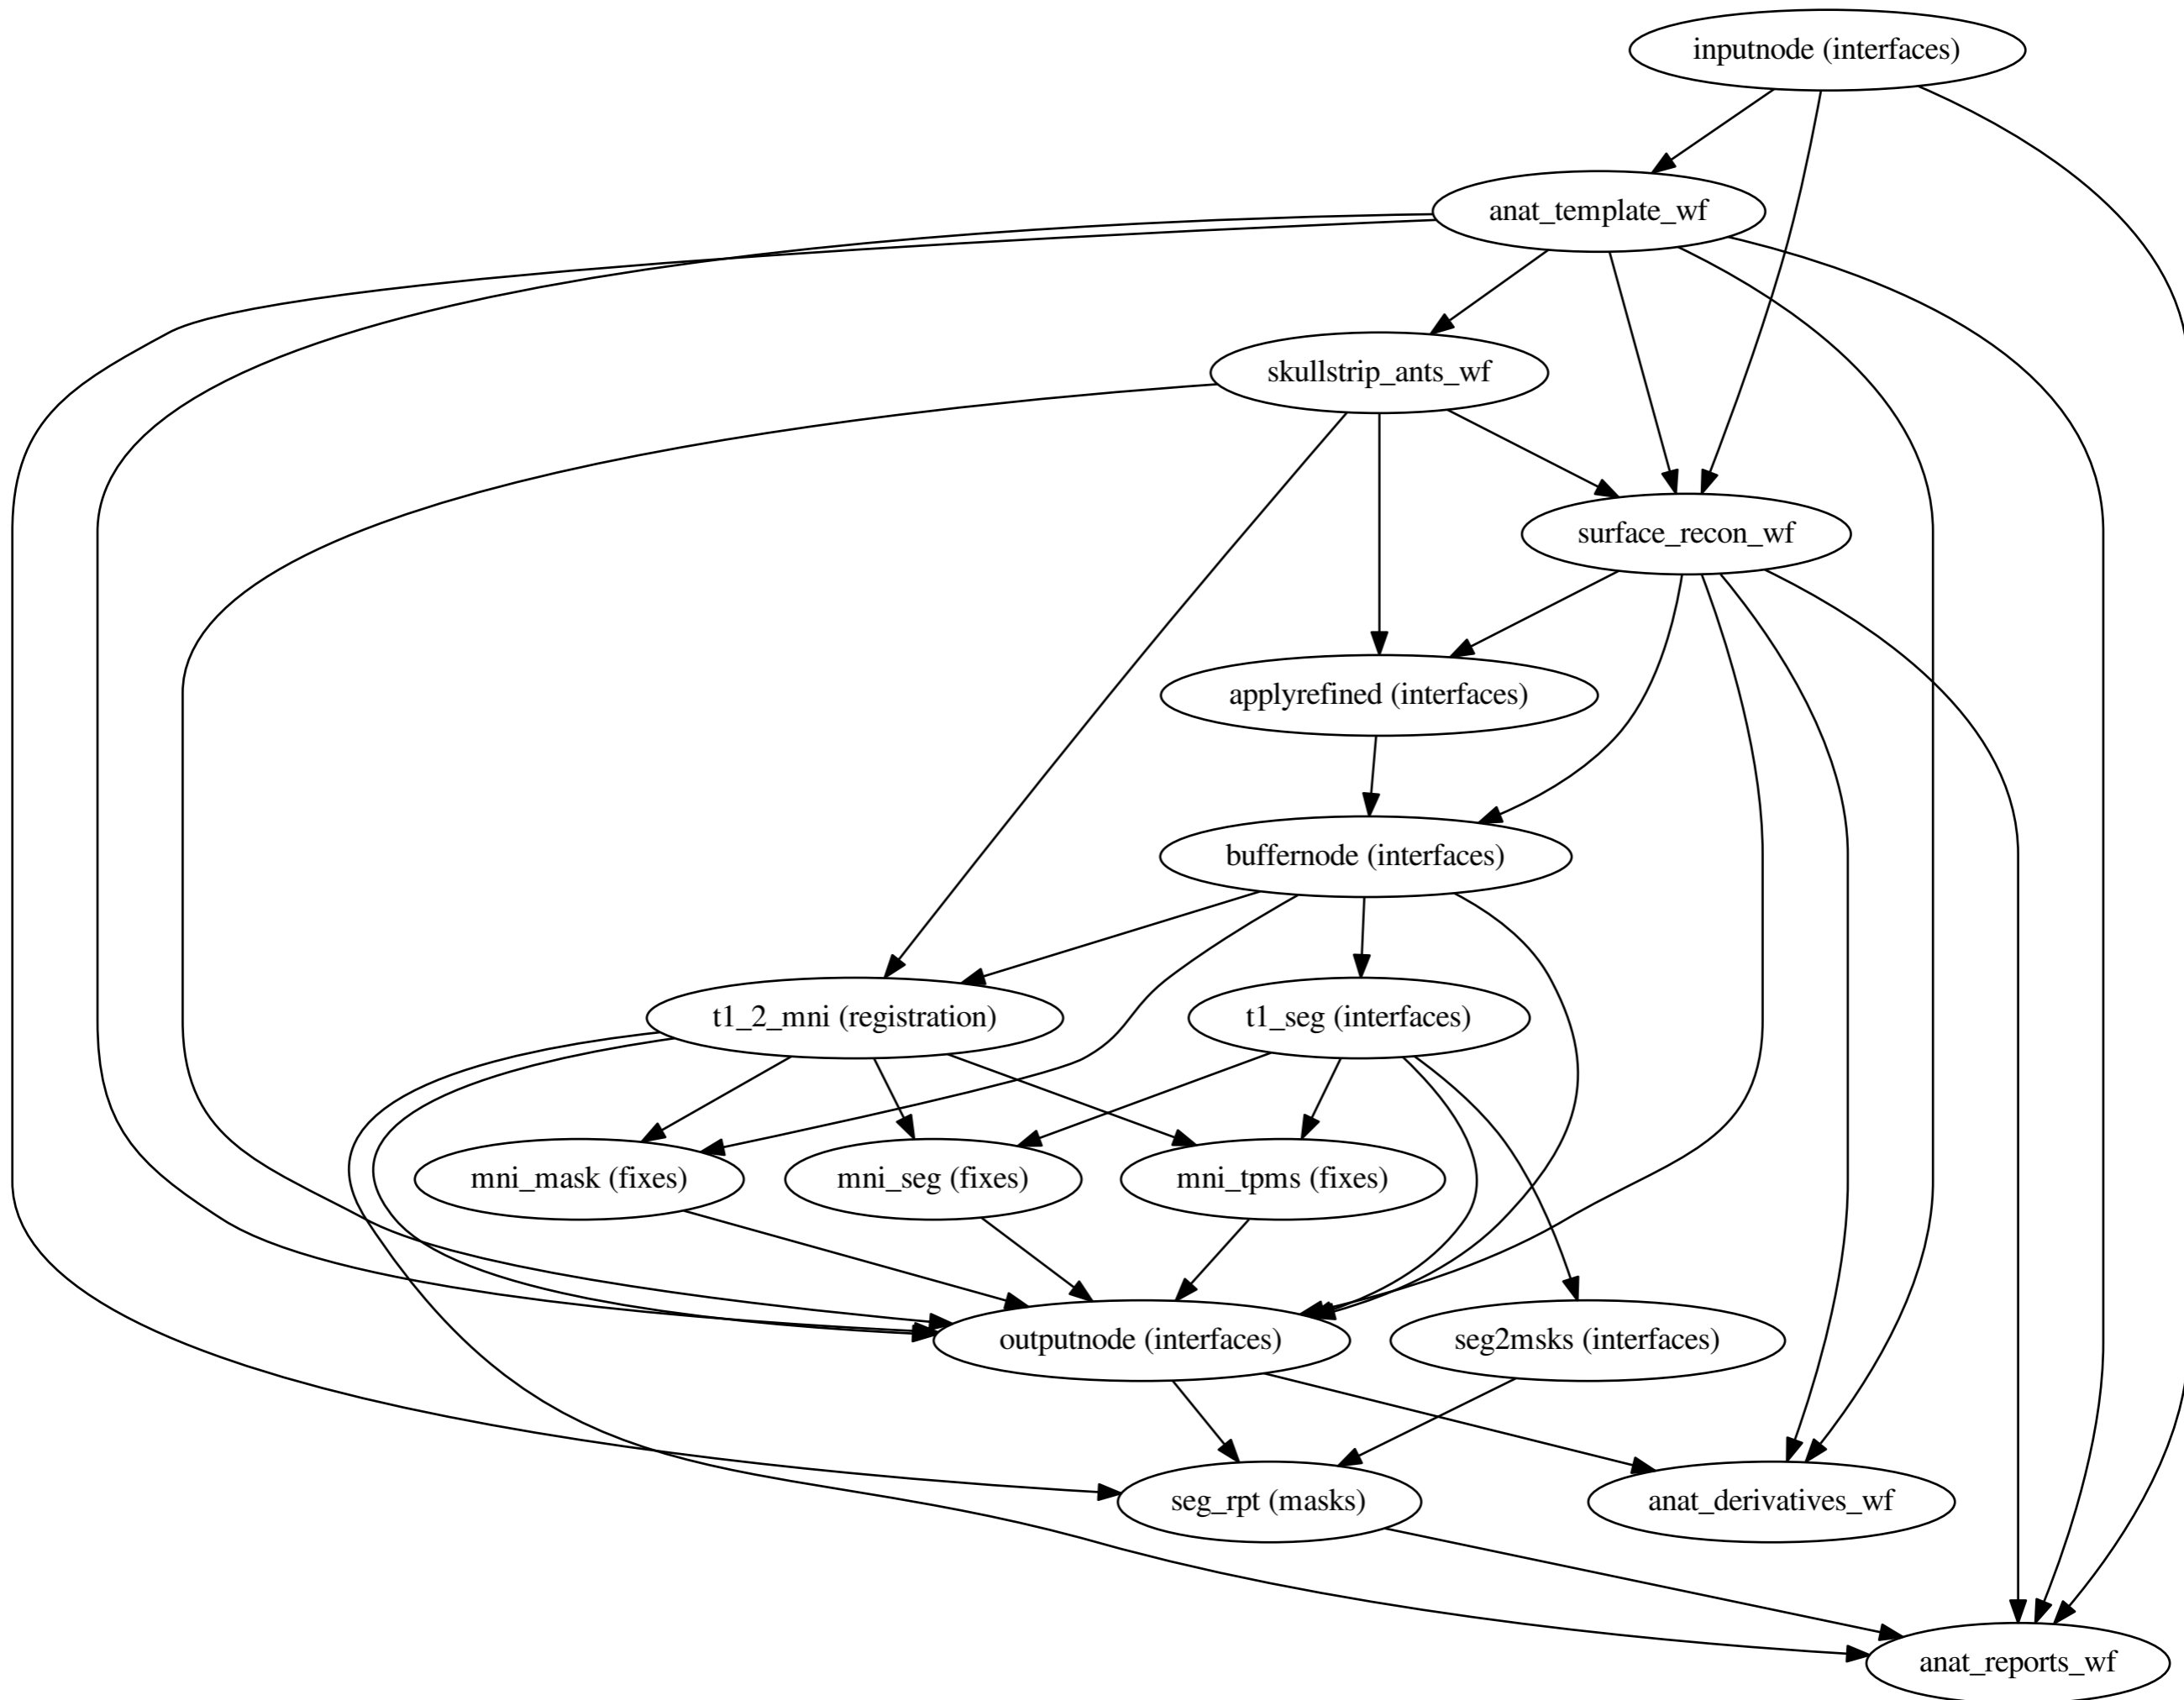 inputnode (interfaces)
anat_template_wf
skullstrip_ants_wf
surface_recon_wf
applyrefined (interfaces)
buffernode (interfaces)
t1_2_mni (registration)
t1_seg (interfaces)
mni_mask (fixes)
mni_seg (fixes)
mni_tpms (fixes)
outputnode (interfaces)
seg2msks (interfaces)
seg_rpt (masks)
anat_derivatives_wf
anat_reports_wf